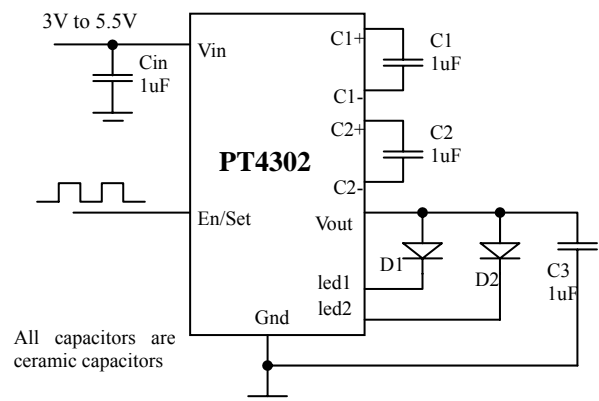 3V to 5.5V
Cin
1uF
Vin
C1+
C1
1uF
C1-
C2+
C2
1uF
C2-
PT4302
En/Set
Vout
D1
D2
C3
1uF
led1
led2
Gnd
All capacitors are
ceramic capacitors